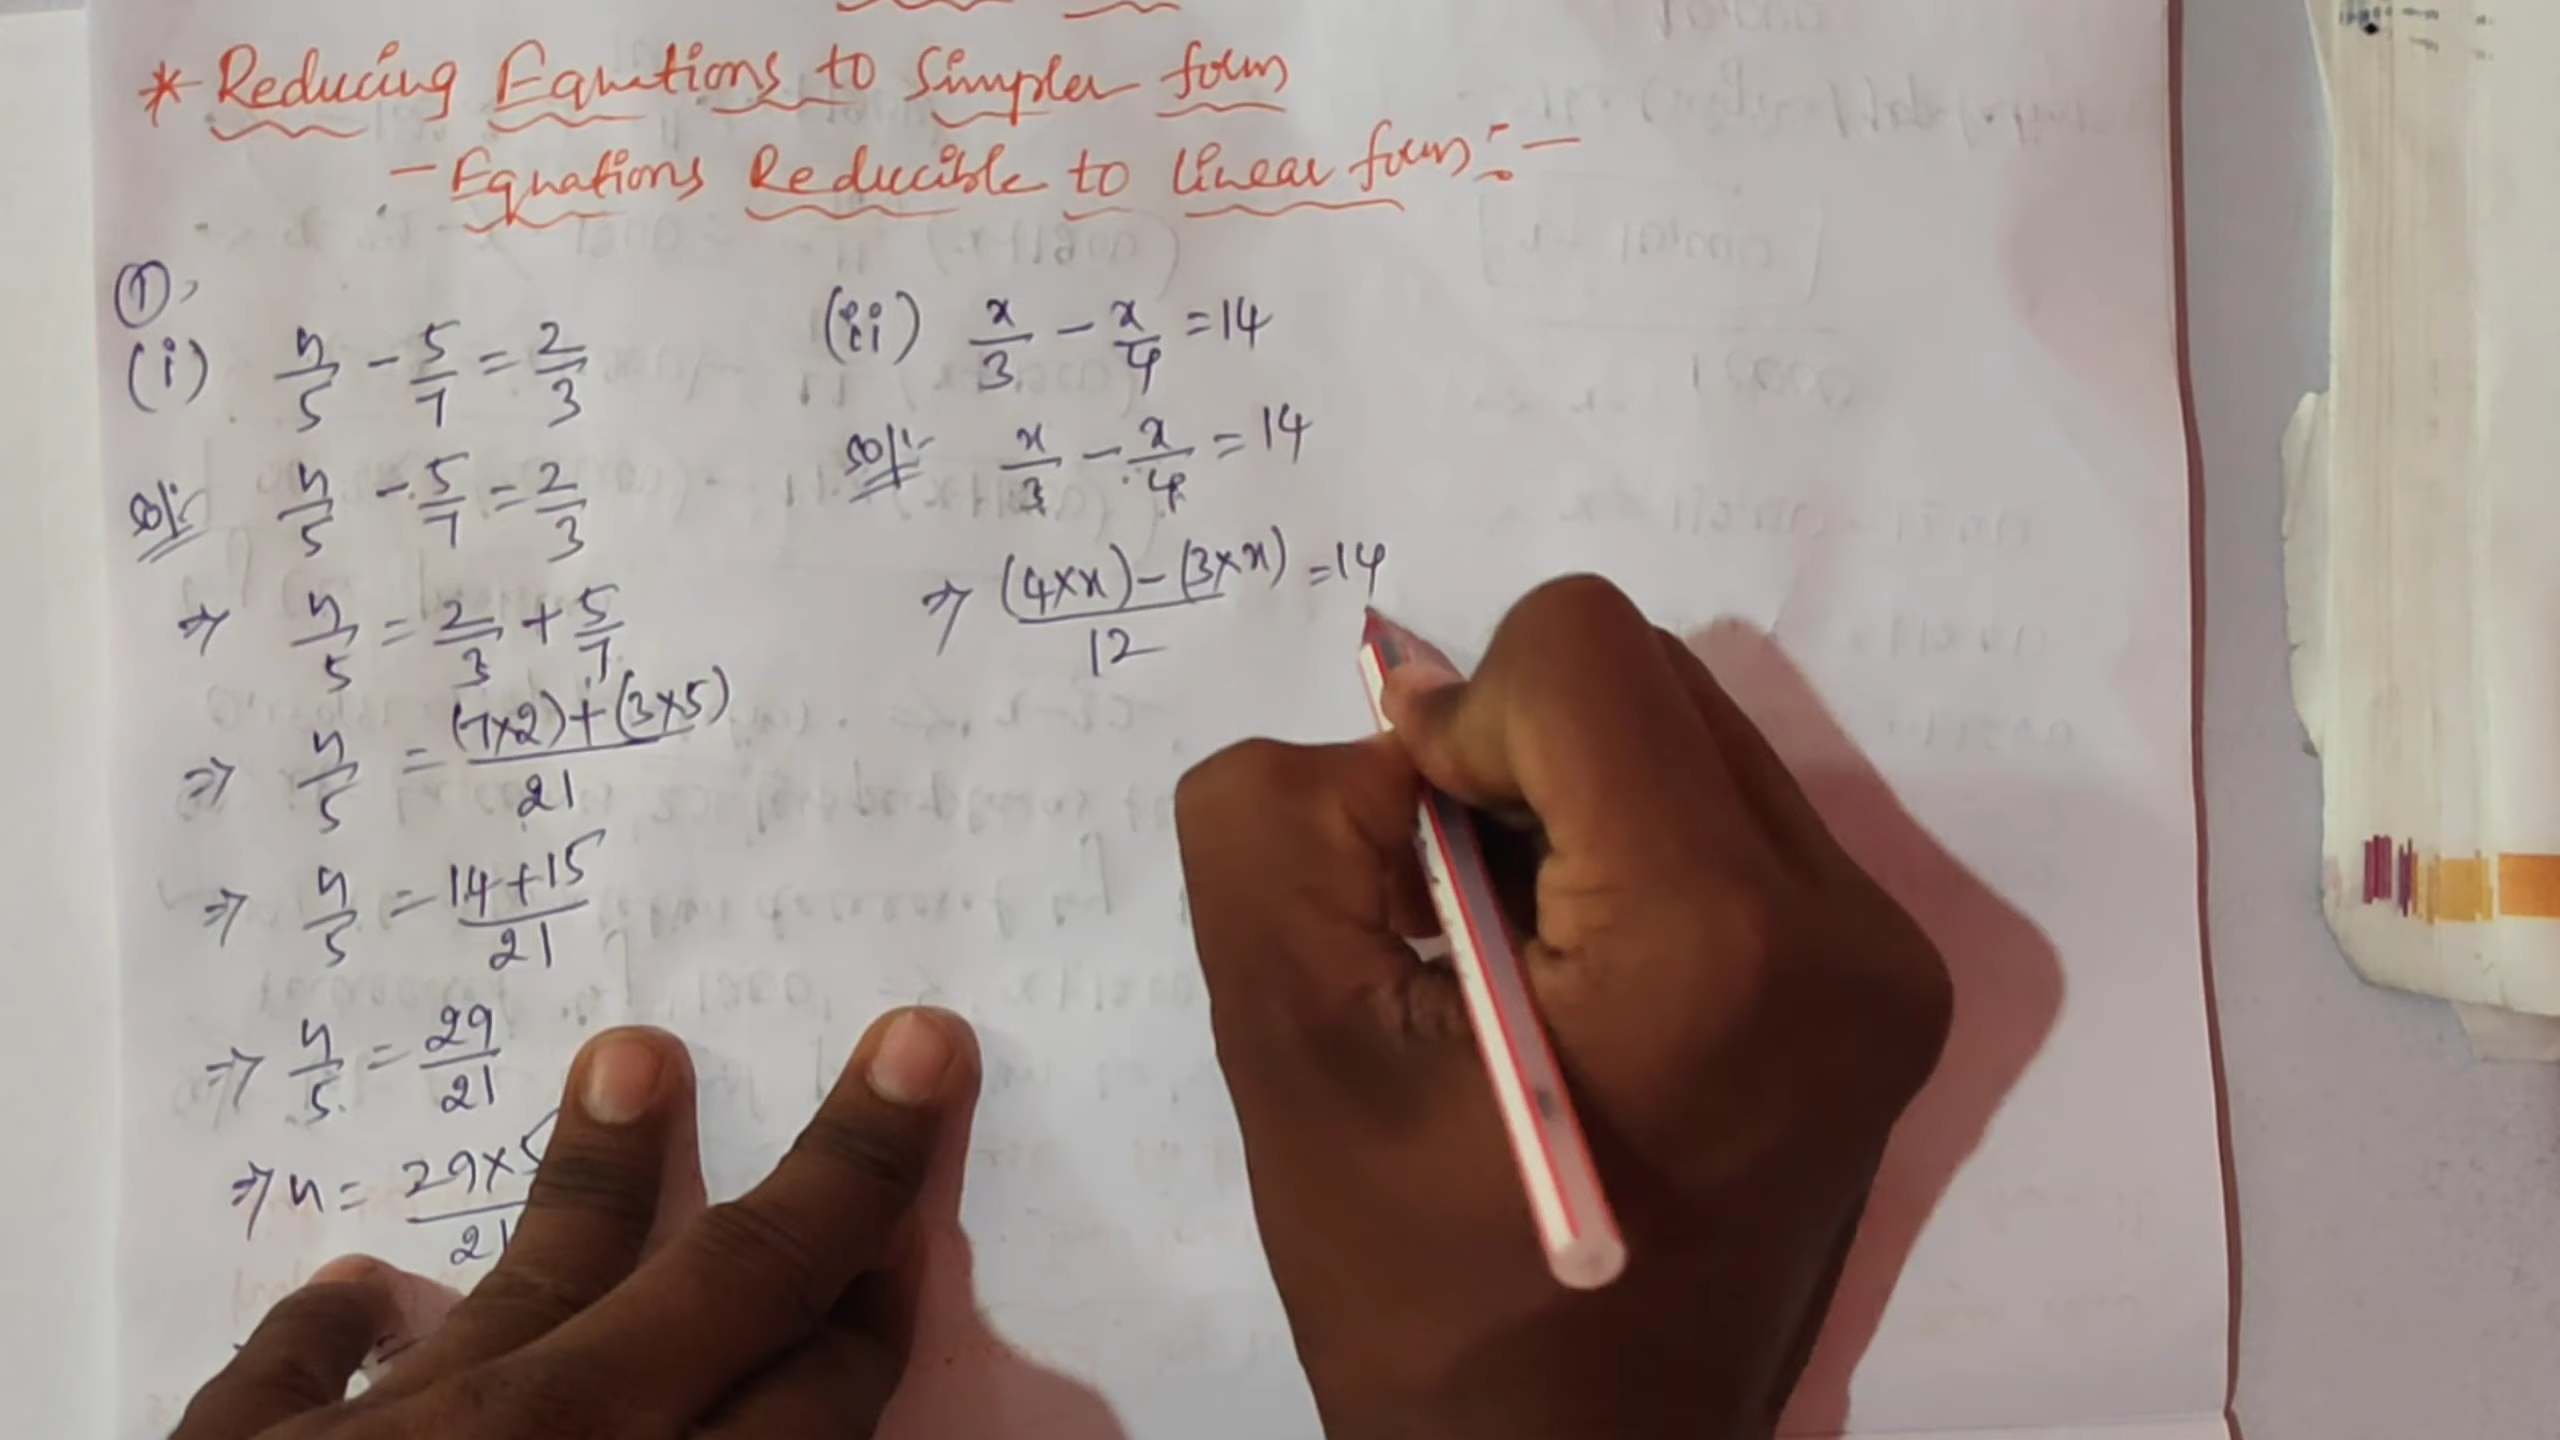 * Reducing Equations to Simpler form
- Equations Reducible to Linear form :-
①,
(i) n/5 - 5/7 = 2/3
Sol:- n/5 - 5/7 = 2/3
⇒ n/5 = 2/3 + 5/7
⇒ n/5 = (7×2)+(3×5)/21
⇒ n/5 = 14+15/21
⇒ n/5 = 29/21
⇒ n = 29×5/21
(ii) x/3 - x/4 = 14
Sol:- x/3 - x/4 = 14
⇒ (4×x)-(3×x)/12 = 14